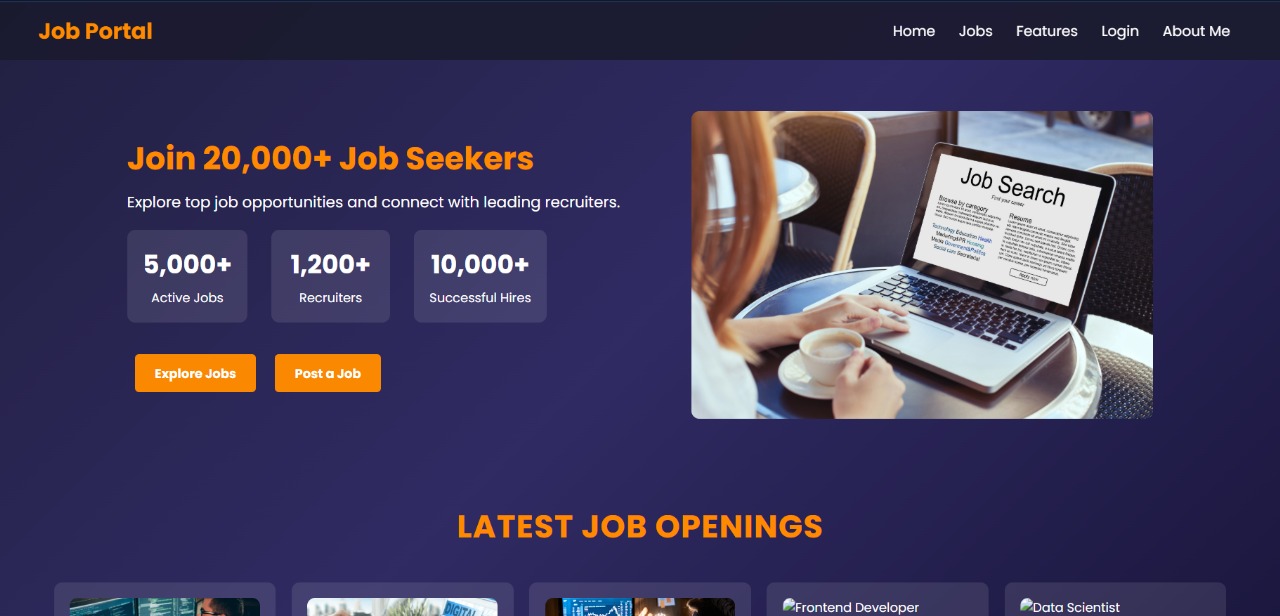 Job Portal
Home Jobs Features Login About Me
Join 20,000+ Job Seekers
Explore top job opportunities and connect with leading recruiters.
5,000+ 1,200+ 10,000+
Active Jobs Recruiters Successful Hires
Explore Jobs Post a Job
Job Search
Find your career
Browse by category
Resume
Technology Education Health
Marketing&PR Housing
Media Government&Politics
Social care Secretarial
LATEST JOB OPENINGS
DIGITAL
Frontend Developer Data Scientist